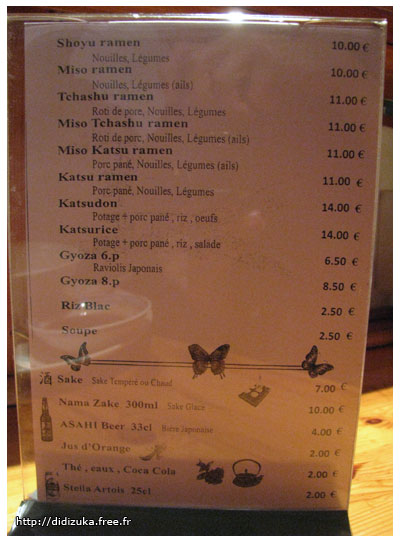 Shoyu ramen 10.00 €
Nouilles, Légumes
Miso ramen 10.00 €
Nouilles, Légumes (ails)
Tchashu ramen 11.00 €
Roti de porc, Nouilles, Légumes
Miso Tchashu ramen 11.00 €
Roti de porc, Nouilles, Légumes (ails)
Miso Katsu ramen 11.00 €
Porc pané, Nouilles, Légumes (ails)
Katsu ramen 11.00 €
Porc pané, Nouilles, Légumes
Katsudon 14.00 €
Potage + porc pané , riz , oeufs
Katsurice 14.00 €
Potage + porc pané , riz , salade
Gyoza 6.p 6.50 €
Raviolis Japonais
Gyoza 8.p 8.50 €
Riz Blac 2.50 €
Soupe 2.50 €
酒 Sake Sake Tempéré ou Chaud 7.00 €
Nama Zake 300ml Sake Glace 10.00 €
ASAHI Beer 33cl Bière Japonaise 4.00 €
Jus d'Orange 2.00 €
Thé , eaux , Coca Cola 2.00 €
Stella Artois 25cl 2.00 €
http://didizuka.free.fr